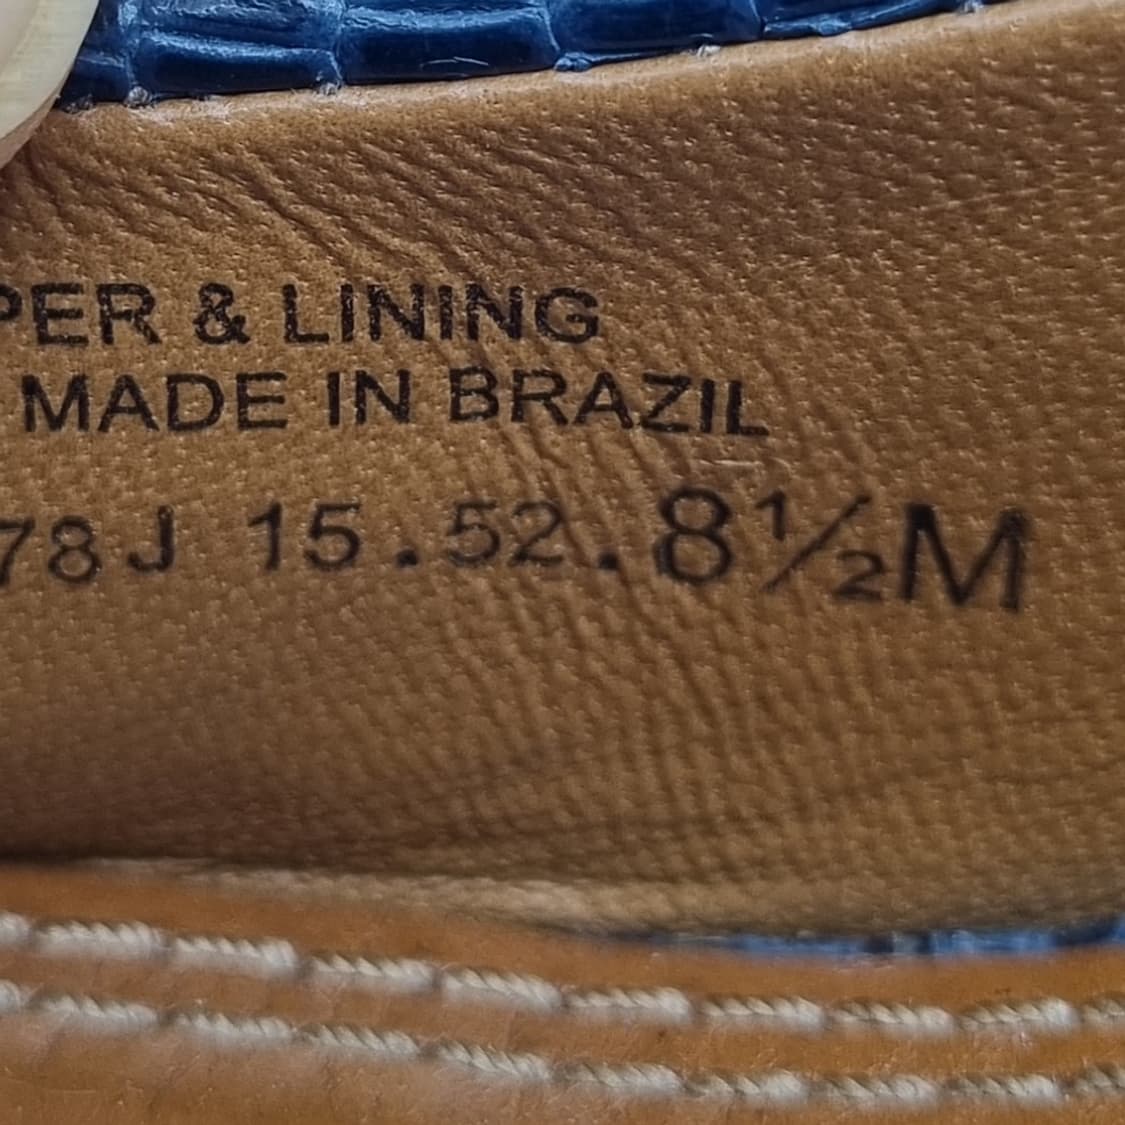 PER & LINING
MADE IN BRAZIL
78J 15.52.8½M